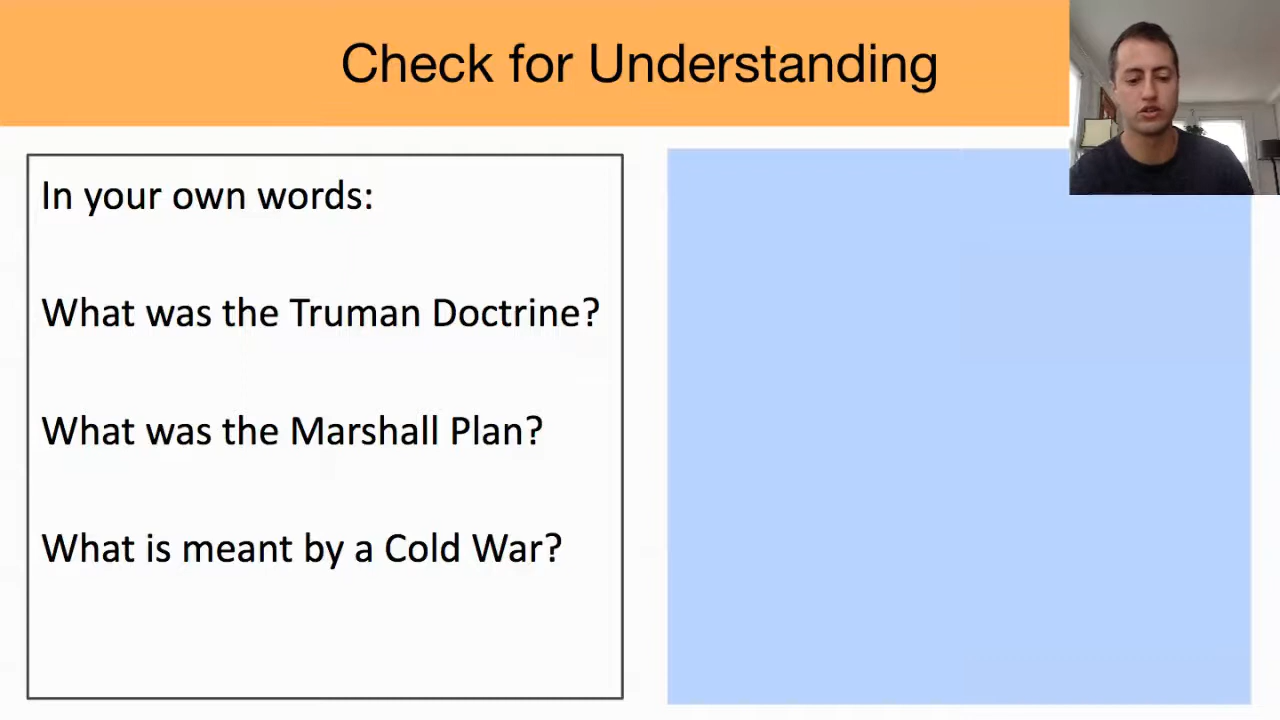 Check for Understanding
In your own words:
What was the Truman Doctrine?
What was the Marshall Plan?
What is meant by a Cold War?